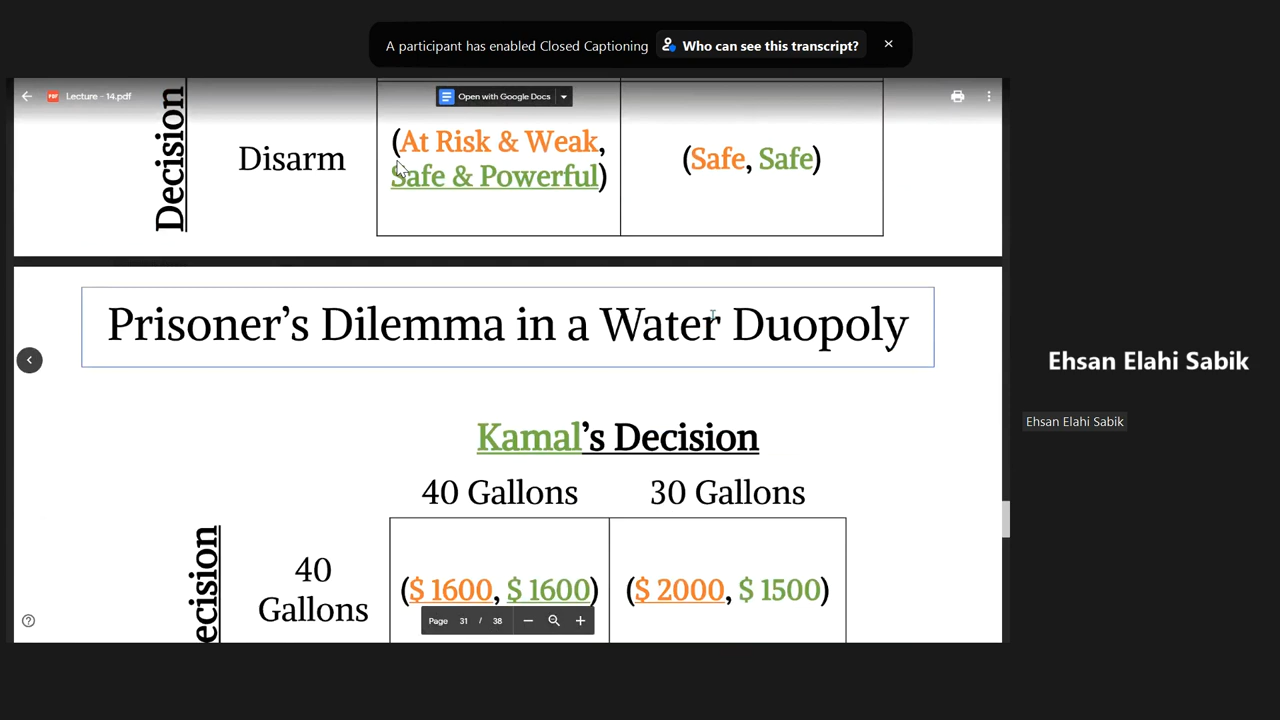 A participant has enabled Closed Captioning Who can see this transcript?
Lecture - 14.pdf
Open with Google Docs
Decision
Disarm
(At Risk & Weak,
Safe & Powerful)
(Safe, Safe)
Prisoner's Dilemma in a Water Duopoly
Kamal's Decision
40 Gallons 30 Gallons
ecision
40
Gallons
($ 1600, $ 1600) ($ 2000, $ 1500)
Page 31 / 38
Ehsan Elahi Sabik
Ehsan Elahi Sabik